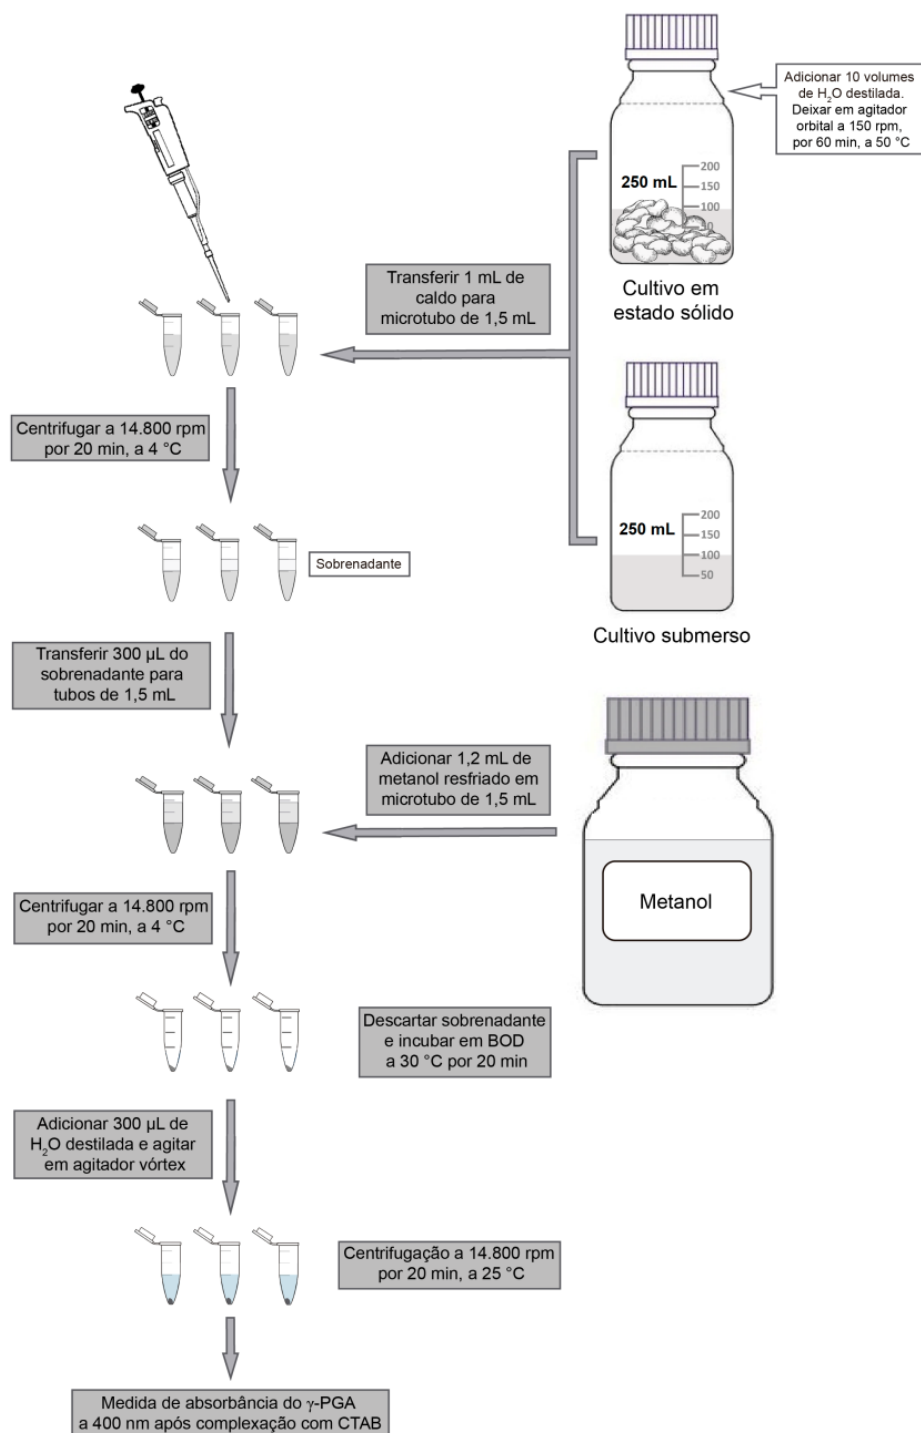 Adicionar 10 volumes
de H₂O destilada.
Deixar em agitador
orbital a 150 rpm,
por 60 min, a 50 °C
250 mL
200
150
100
Cultivo em
estado sólido
Transferir 1 mL de
caldo para
microtubo de 1,5 mL
Centrifugar a 14.800 rpm
por 20 min, a 4 °C
250 mL
200
150
100
50
Cultivo submerso
Sobrenadante
Transferir 300 µL do
sobrenadante para
tubos de 1,5 mL
Adicionar 1,2 mL de
metanol resfriado em
microtubo de 1,5 mL
Metanol
Centrifugar a 14.800 rpm
por 20 min, a 4 °C
Descartar sobrenadante
e incubar em BOD
a 30 °C por 20 min
Adicionar 300 µL de
H₂O destilada e agitar
em agitador vórtex
Centrifugação a 14.800 rpm
por 20 min, a 25 °C
Medida de absorbância do γ-PGA
a 400 nm após complexação com CTAB